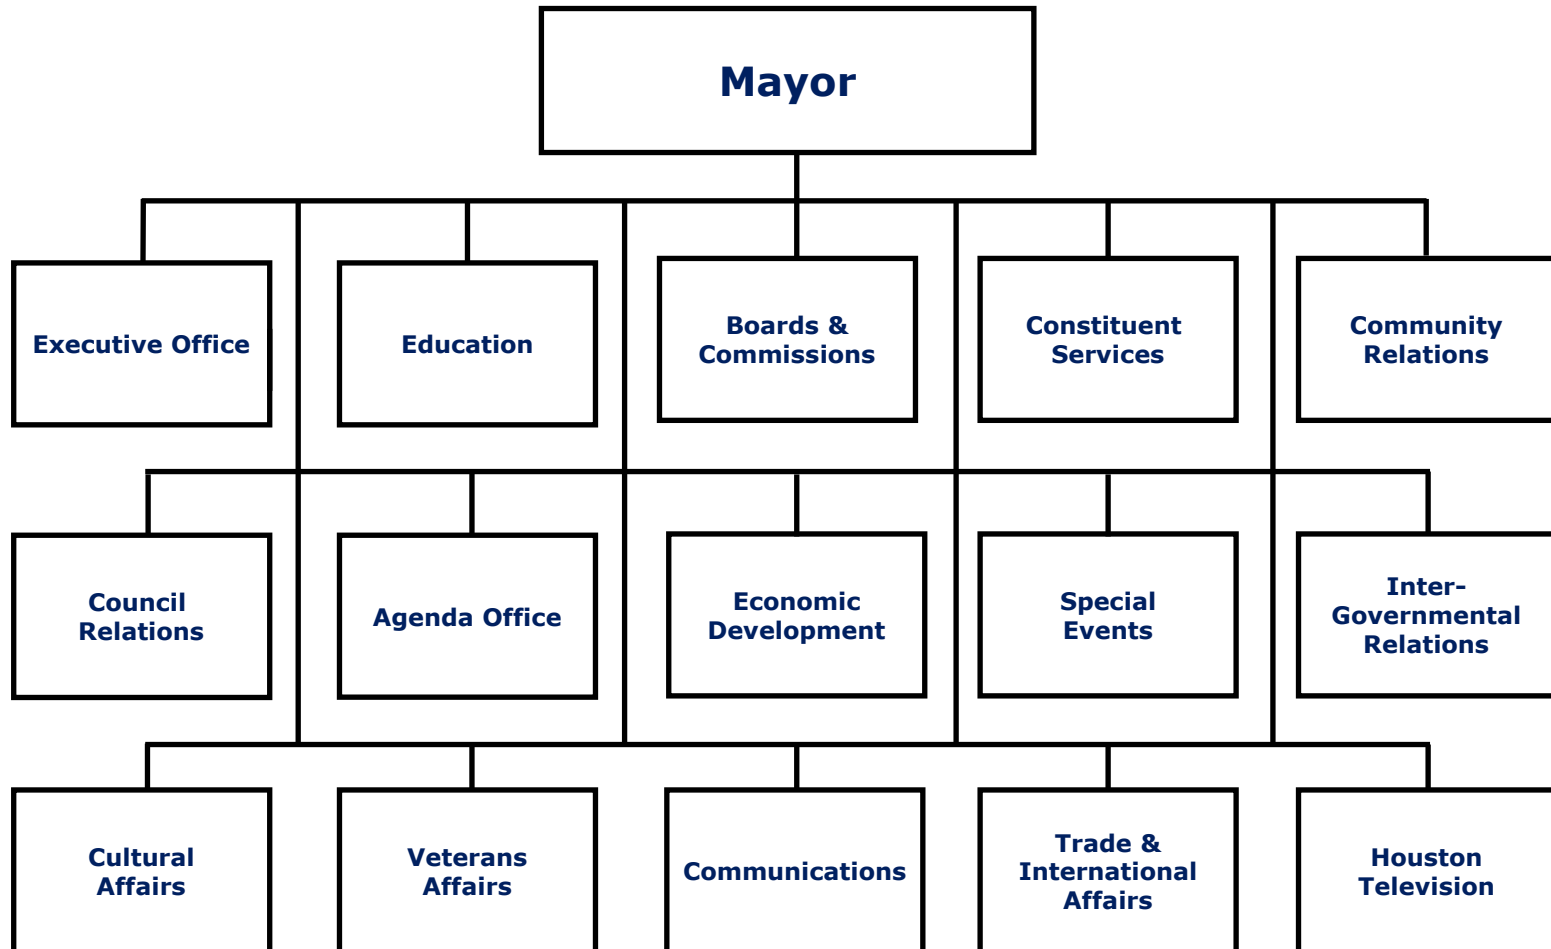 Mayor
Executive Office
Education
Boards &
Commissions
Constituent
Services
Community
Relations
Council
Relations
Agenda Office
Economic
Development
Special
Events
Inter-
Governmental
Relations
Cultural
Affairs
Veterans
Affairs
Communications
Trade &
International
Affairs
Houston
Television